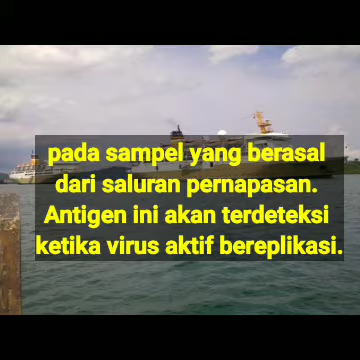 pada sampel yang berasal
dari saluran pernapasan.
Antigen ini akan terdeteksi
ketika virus aktif bereplikasi.